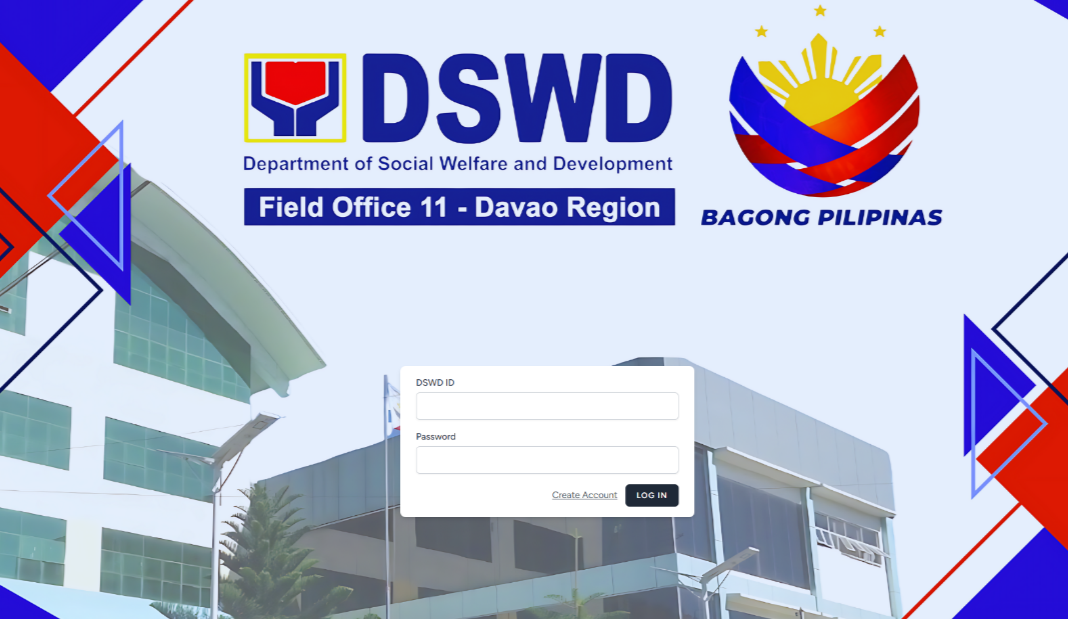 DSWD
Department of Social Welfare and Development
Field Office 11 - Davao Region
BAGONG PILIPINAS
DSWD ID
Password
Create Account
LOG IN